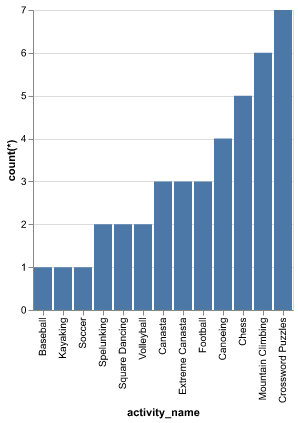 7
6
5
4
3
2
1
0
count(*)
Baseball
Kayaking
Soccer
Spelunking
Square Dancing
Volleyball
Canasta
Extreme Canasta
Football
Canoeing
Chess
Mountain Climbing
Crossword Puzzles
activity_name